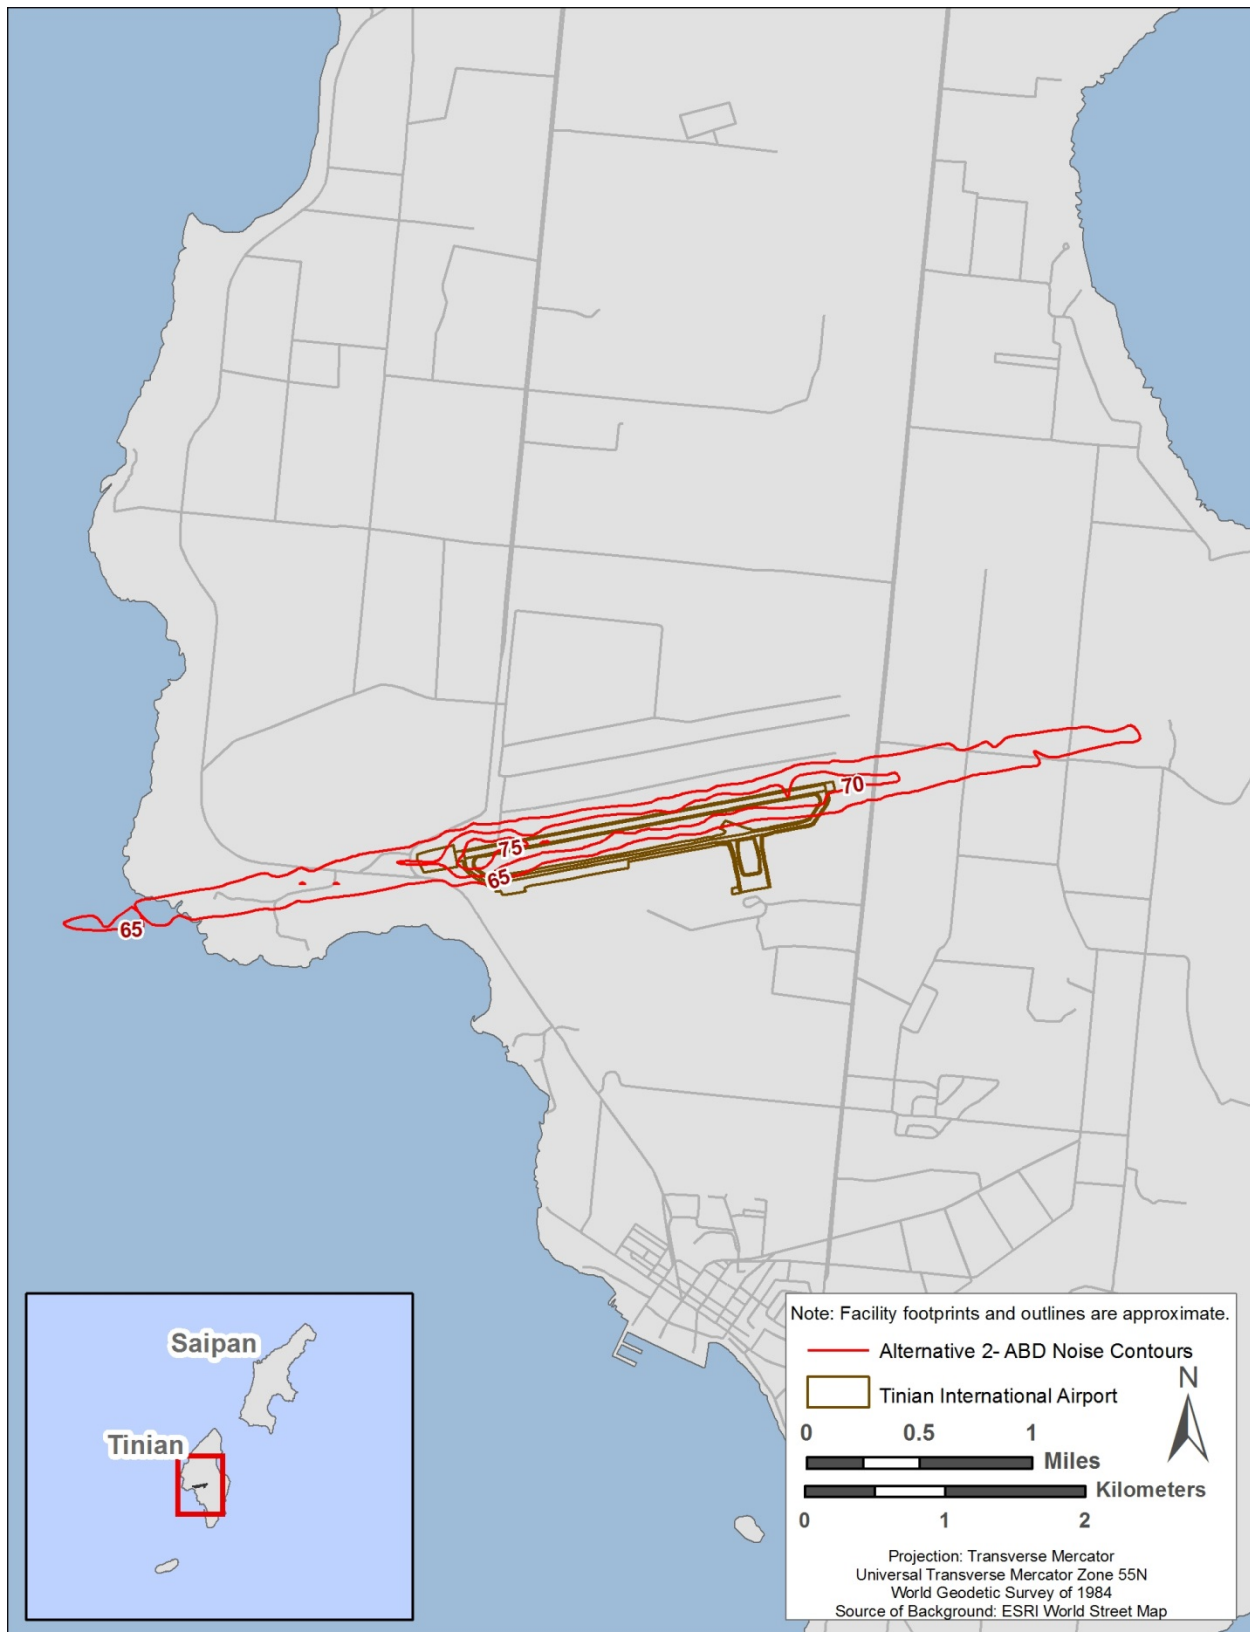 70
75
65
65
Saipan
Tinian
Note: Facility footprints and outlines are approximate.
Alternative 2- ABD Noise Contours
Tinian International Airport
N
0 0.5 1
Miles
Kilometers
0 1 2
Projection: Transverse Mercator
Universal Transverse Mercator Zone 55N
World Geodetic Survey of 1984
Source of Background: ESRI World Street Map